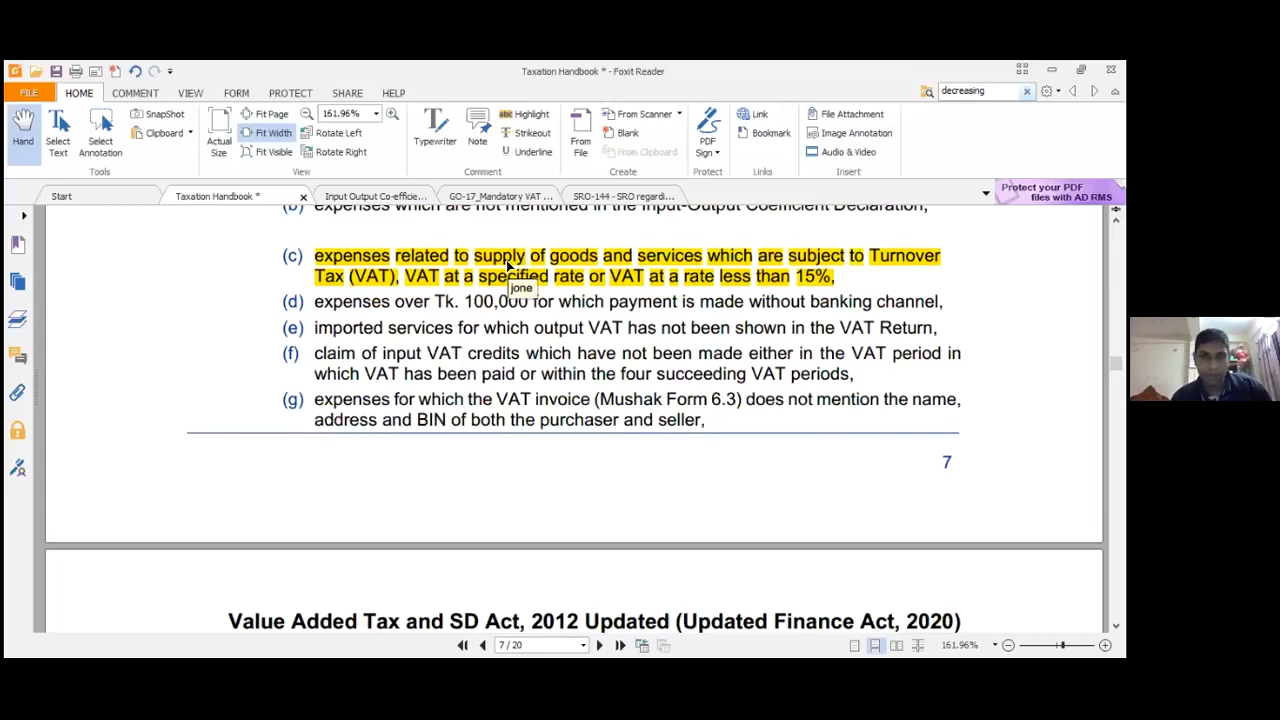 Taxation Handbook * - Foxit Reader
FILE HOME COMMENT VIEW FORM PROTECT SHARE HELP decreasing
Hand Select Text Select Annotation SnapShot Clipboard Tools
Actual Size Fit Page Fit Width Fit Visible 161.96% Rotate Left Rotate Right View
Typewriter Note Highlight Strikeout Underline Comment
From File From Scanner Blank From Clipboard Create
PDF Sign Protect
Link Bookmark Links
File Attachment Image Annotation Audio & Video Insert
Start Taxation Handbook * Input Output Co-efficie... GO-17_Mandatory VAT ... SRO-144 - SRO regardi...
Protect your PDF
files with AD RMS
(b) expenses which are not mentioned in the Input-Output Coefficient Declaration,
(c) expenses related to supply of goods and services which are subject to Turnover
Tax (VAT), VAT at a specified rate or VAT at a rate less than 15%,
jone
(d) expenses over Tk. 100,000 for which payment is made without banking channel,
(e) imported services for which output VAT has not been shown in the VAT Return,
(f) claim of input VAT credits which have not been made either in the VAT period in
which VAT has been paid or within the four succeeding VAT periods,
(g) expenses for which the VAT invoice (Mushak Form 6.3) does not mention the name,
address and BIN of both the purchaser and seller,
7
Value Added Tax and SD Act, 2012 Updated (Updated Finance Act, 2020)
7 / 20 161.96%